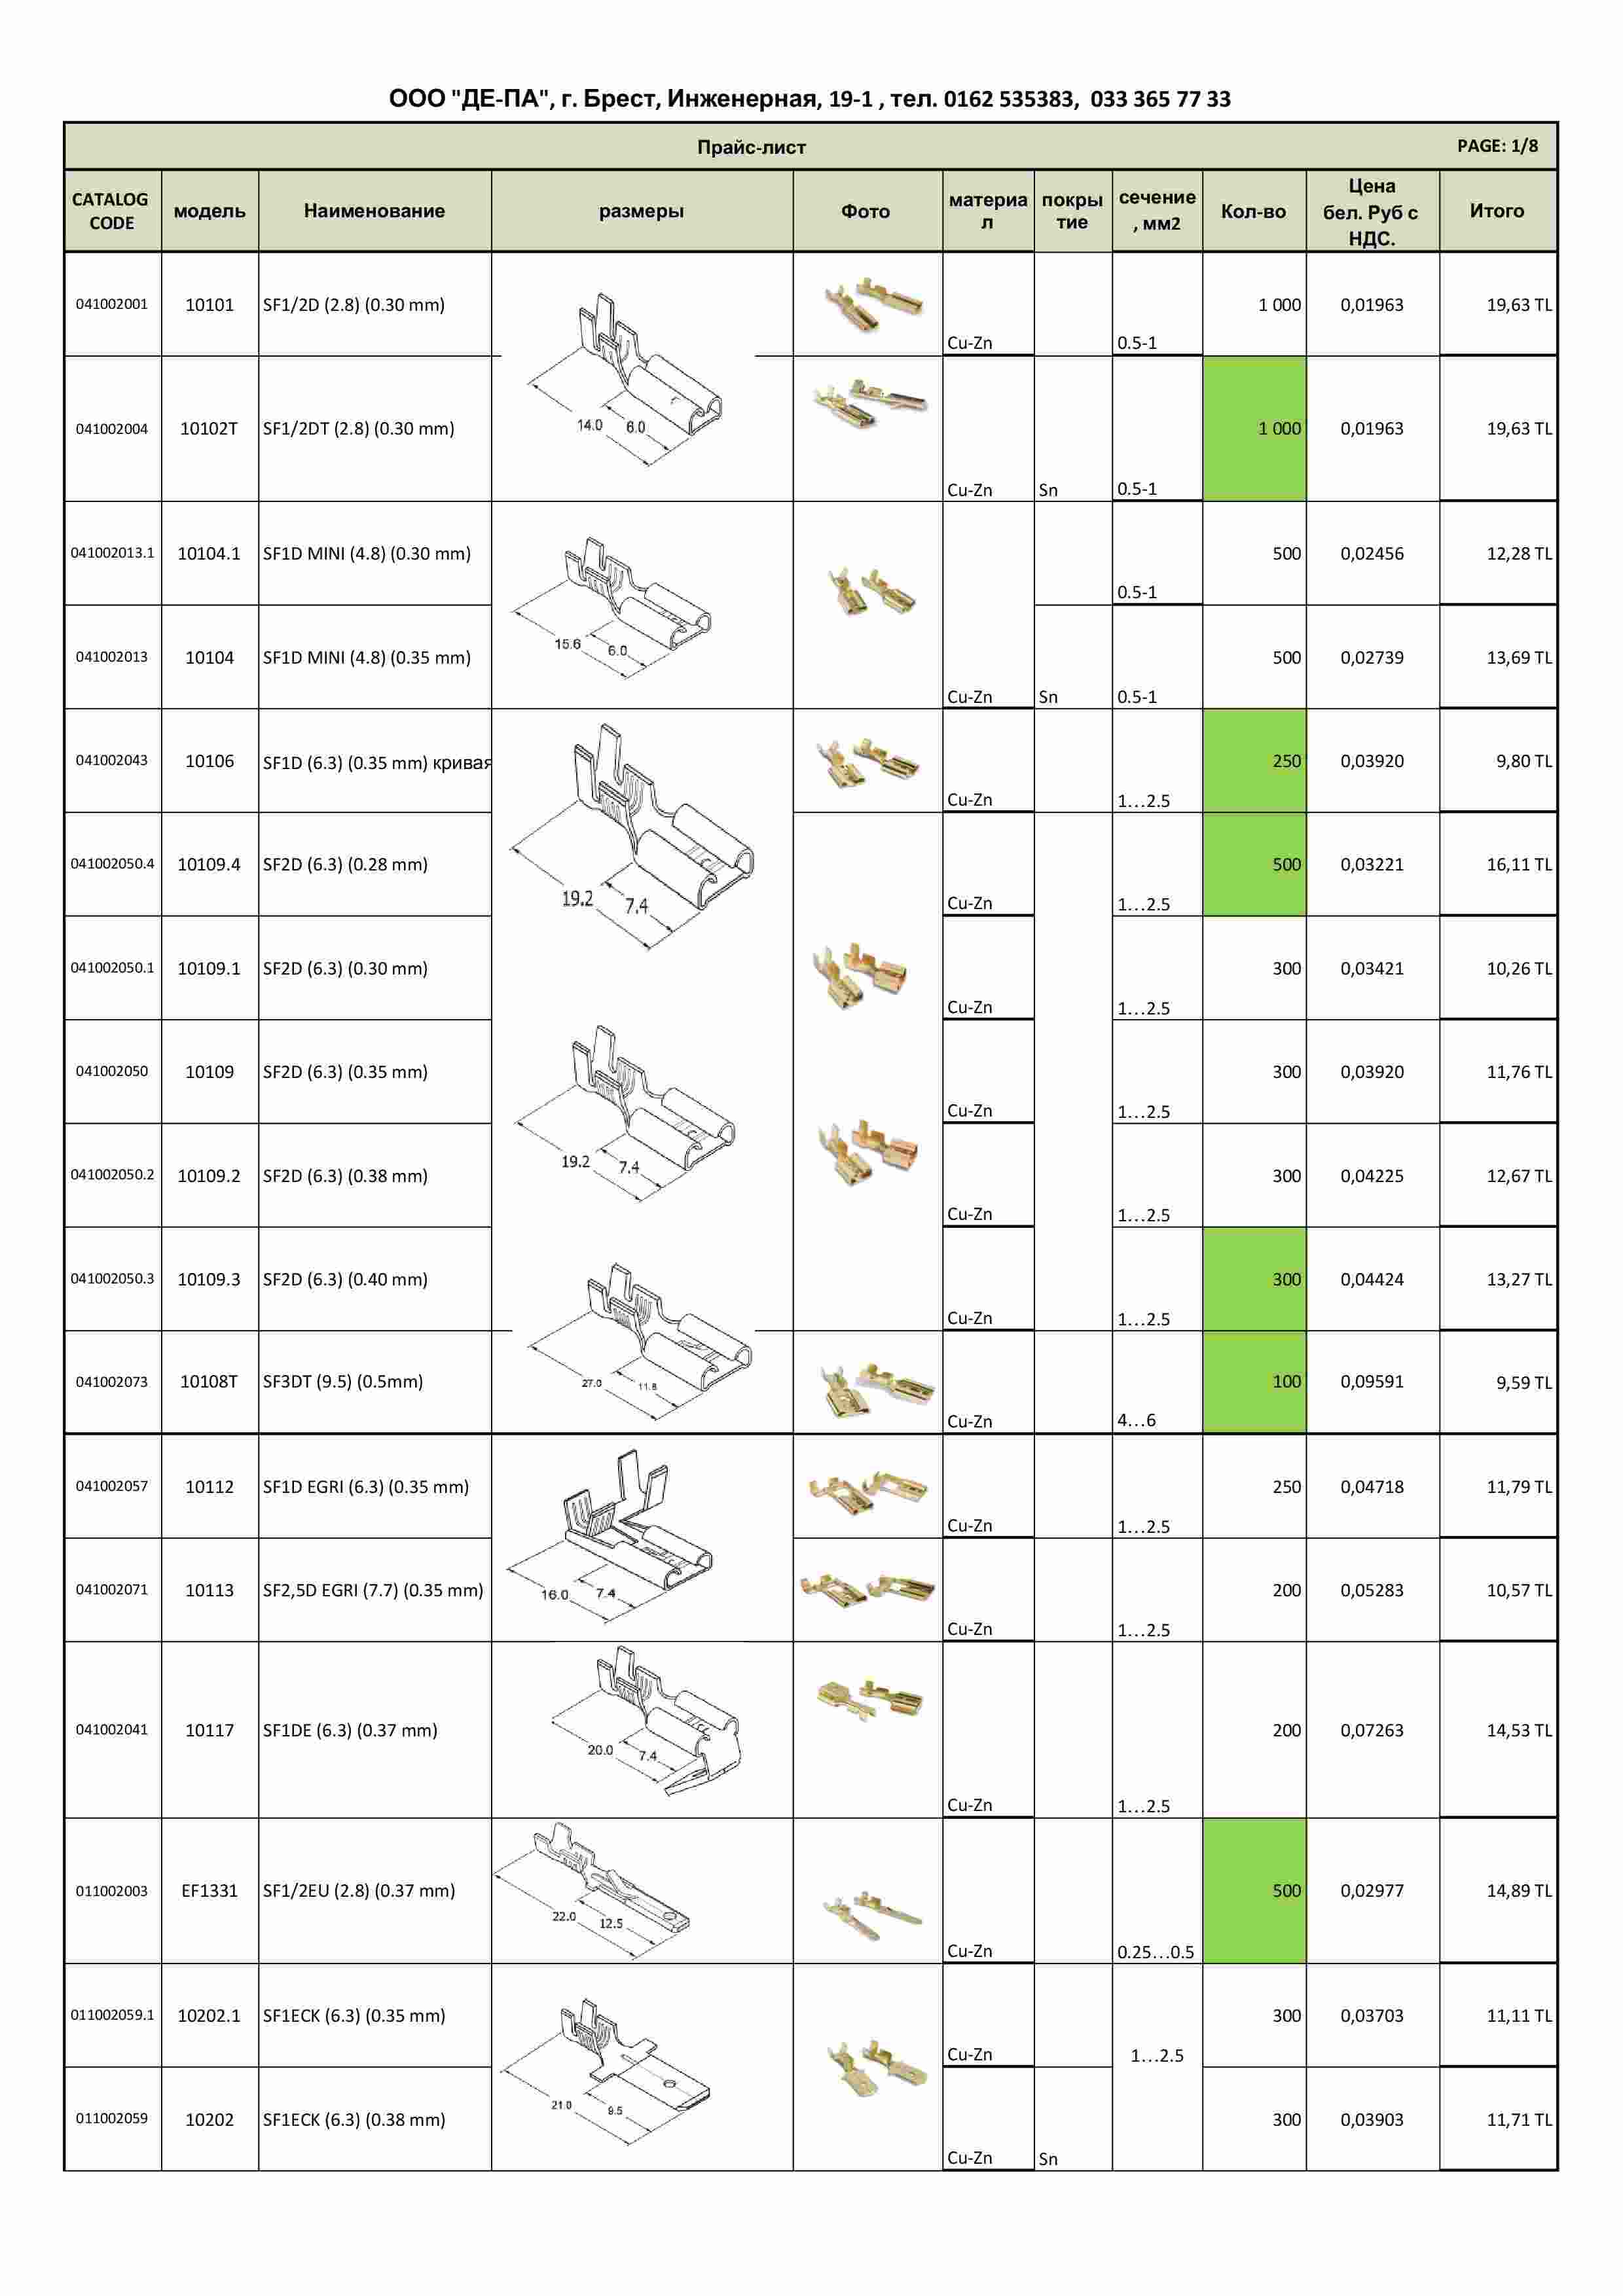 ООО "ДЕ-ПА", г. Брест, Инженерная, 19-1 , тел. 0162 535383,  033 365 77 33
Прайс-лист PAGE: 1/8
CATALOG CODE модель Наименование размеры Фото материал покрытие сечение, мм2 Кол-во Цена бел. Руб с НДС. Итого
041002001 10101 SF1/2D (2.8) (0.30 mm) Cu-Zn 0.5-1 1 000 0,01963 19,63 TL
14.0 6.0
041002004 10102T SF1/2DT (2.8) (0.30 mm) Cu-Zn Sn 0.5-1 1 000 0,01963 19,63 TL
041002013.1 10104.1 SF1D MINI (4.8) (0.30 mm) 0.5-1 500 0,02456 12,28 TL
15.6 6.0
041002013 10104 SF1D MINI (4.8) (0.35 mm) Cu-Zn Sn 0.5-1 500 0,02739 13,69 TL
041002043 10106 SF1D (6.3) (0.35 mm) кривая Cu-Zn 1…2.5 250 0,03920 9,80 TL
19.2 7.4
041002050.4 10109.4 SF2D (6.3) (0.28 mm) Cu-Zn 1…2.5 500 0,03221 16,11 TL
041002050.1 10109.1 SF2D (6.3) (0.30 mm) Cu-Zn 1…2.5 300 0,03421 10,26 TL
041002050 10109 SF2D (6.3) (0.35 mm) Cu-Zn 1…2.5 300 0,03920 11,76 TL
19.2 7.4
041002050.2 10109.2 SF2D (6.3) (0.38 mm) Cu-Zn 1…2.5 300 0,04225 12,67 TL
041002050.3 10109.3 SF2D (6.3) (0.40 mm) Cu-Zn 1…2.5 300 0,04424 13,27 TL
041002073 10108T SF3DT (9.5) (0.5mm) 27.0 11.8 Cu-Zn 4…6 100 0,09591 9,59 TL
041002057 10112 SF1D EGRI (6.3) (0.35 mm) Cu-Zn 1…2.5 250 0,04718 11,79 TL
16.0 7.4
041002071 10113 SF2,5D EGRI (7.7) (0.35 mm) Cu-Zn 1…2.5 200 0,05283 10,57 TL
041002041 10117 SF1DE (6.3) (0.37 mm) 20.0 7.4 Cu-Zn 1…2.5 200 0,07263 14,53 TL
011002003 EF1331 SF1/2EU (2.8) (0.37 mm) 22.0 12.5 Cu-Zn 0.25…0.5 500 0,02977 14,89 TL
011002059.1 10202.1 SF1ECK (6.3) (0.35 mm) Cu-Zn 1…2.5 300 0,03703 11,11 TL
21.0 9.5
011002059 10202 SF1ECK (6.3) (0.38 mm) Cu-Zn Sn 300 0,03903 11,71 TL